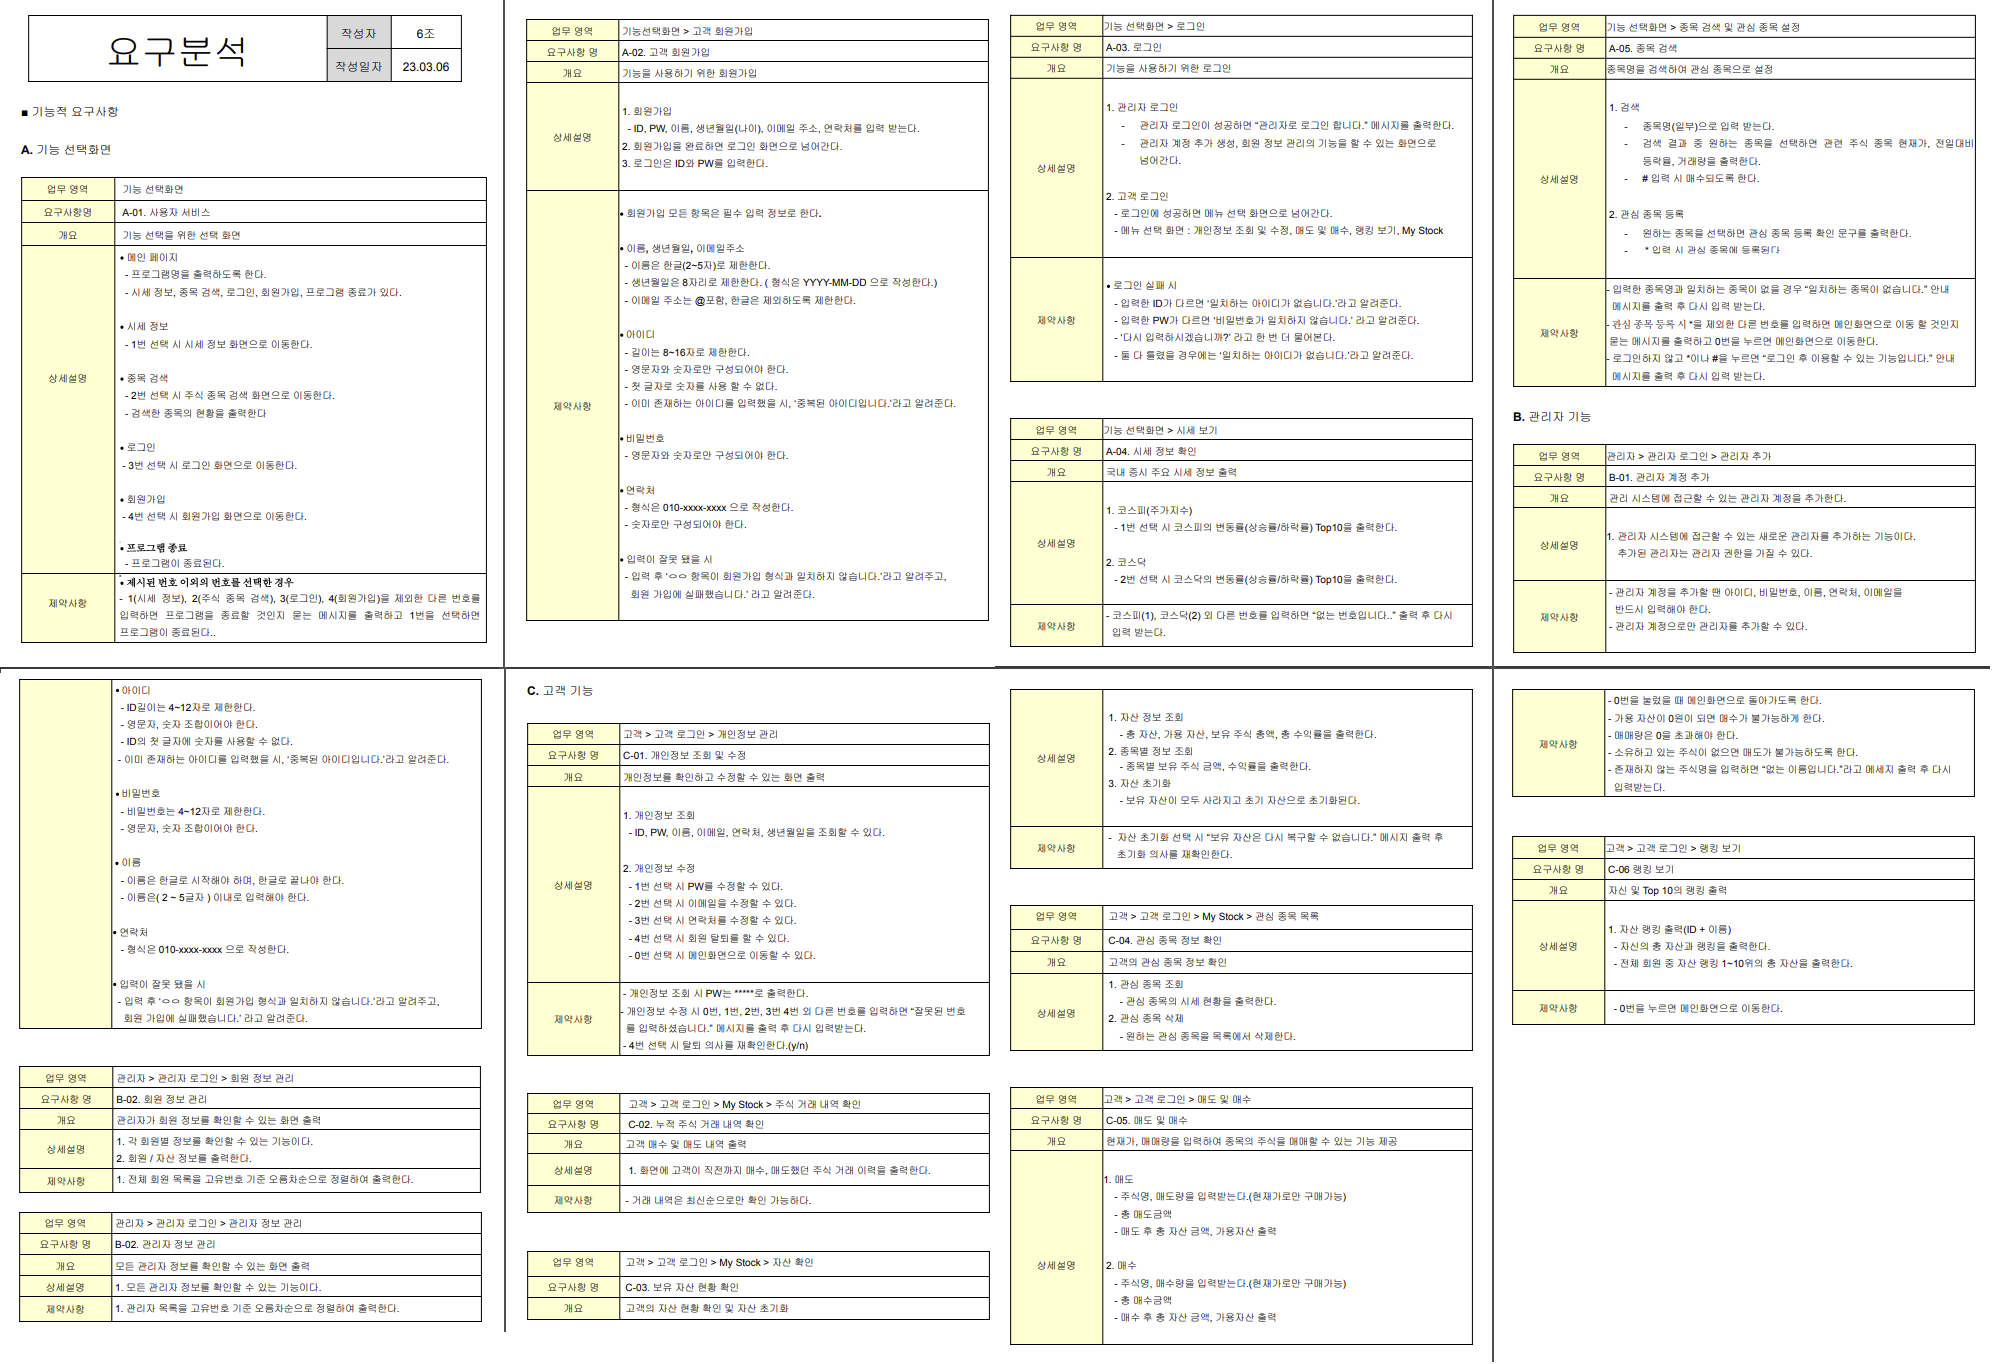 요구분석
작성자 6조
작성일자 23.03.06
■ 기능적 요구사항
A. 기능 선택화면
업무 영역 기능 선택화면
요구사항명 A-01. 사용자 서비스
개요 기능 선택을 위한 선택 화면
상세설명
• 메인 페이지
- 프로그램명을 출력하도록 한다.
- 시세 정보, 종목 검색, 로그인, 회원가입, 프로그램 종료가 있다.
• 시세 정보
- 1번 선택 시 시세 정보 화면으로 이동한다.
• 종목 검색
- 2번 선택 시 주식 종목 검색 화면으로 이동한다.
- 검색한 종목의 현황을 출력한다
• 로그인
- 3번 선택 시 로그인 화면으로 이동한다.
• 회원가입
- 4번 선택 시 회원가입 화면으로 이동한다.
• 프로그램 종료
- 프로그램이 종료된다.
제약사항
• 제시된 번호 이외의 번호를 선택한 경우
- 1(시세 정보), 2(주식 종목 검색), 3(로그인), 4(회원가입)을 제외한 다른 번호를
입력하면 프로그램을 종료할 것인지 묻는 메시지를 출력하고 1번을 선택하면
프로그램이 종료된다..
업무 영역 기능선택화면 > 고객 회원가입
요구사항 명 A-02. 고객 회원가입
개요 기능을 사용하기 위한 회원가입
상세설명
1. 회원가입
- ID, PW, 이름, 생년월일(나이), 이메일 주소, 연락처를 입력 받는다.
2. 회원가입을 완료하면 로그인 화면으로 넘어간다.
3. 로그인은 ID와 PW를 입력한다.
제약사항
• 회원가입 모든 항목은 필수 입력 정보로 한다.
• 이름, 생년월일, 이메일주소
- 이름은 한글(2~5자)로 제한한다.
- 생년월일은 8자리로 제한한다. ( 형식은 YYYY-MM-DD 으로 작성한다.)
- 이메일 주소는 @포함, 한글은 제외하도록 제한한다.
• 아이디
- 길이는 8~16자로 제한한다.
- 영문자와 숫자로만 구성되어야 한다.
- 첫 글자로 숫자를 사용 할 수 없다.
- 이미 존재하는 아이디를 입력했을 시, ‘중복된 아이디입니다.’라고 알려준다.
• 비밀번호
- 영문자와 숫자로만 구성되어야 한다.
• 연락처
- 형식은 010-xxxx-xxxx 으로 작성한다.
- 숫자로만 구성되어야 한다.
• 입력이 잘못 됐을 시
- 입력 후 ‘ㅇㅇ 항목이 회원가입 형식과 일치하지 않습니다.’라고 알려주고,
회원 가입에 실패했습니다.’ 라고 알려준다.
업무 영역 기능 선택화면 > 로그인
요구사항 명 A-03. 로그인
개요 기능을 사용하기 위한 로그인
상세설명
1. 관리자 로그인
- 관리자 로그인이 성공하면 “관리자로 로그인 합니다.” 메시지를 출력한다.
- 관리자 계정 추가 생성, 회원 정보 관리의 기능을 할 수 있는 화면으로
넘어간다.
2. 고객 로그인
- 로그인에 성공하면 메뉴 선택 화면으로 넘어간다.
- 메뉴 선택 화면 : 개인정보 조회 및 수정, 매도 및 매수, 랭킹 보기, My Stock
제약사항
• 로그인 실패 시
- 입력한 ID가 다르면 ‘일치하는 아이디가 없습니다.’라고 알려준다.
- 입력한 PW가 다르면 ‘비밀번호가 일치하지 않습니다.’ 라고 알려준다.
- ‘다시 입력하시겠습니까?’ 라고 한 번 더 물어본다.
- 둘 다 틀렸을 경우에는 ‘일치하는 아이디가 없습니다.’라고 알려준다.
업무 영역 기능 선택화면 > 시세 보기
요구사항 명 A-04. 시세 정보 확인
개요 국내 증시 주요 시세 정보 출력
상세설명
1. 코스피(주가지수)
- 1번 선택 시 코스피의 변동률(상승률/하락률) Top10을 출력한다.
2. 코스닥
- 2번 선택 시 코스닥의 변동률(상승률/하락률) Top10을 출력한다.
제약사항
- 코스피(1), 코스닥(2) 외 다른 번호를 입력하면 “없는 번호입니다..” 출력 후 다시
입력 받는다.
업무 영역 기능 선택화면 > 종목 검색 및 관심 종목 설정
요구사항 명 A-05. 종목 검색
개요 종목명을 검색하여 관심 종목으로 설정
상세설명
1. 검색
- 종목명(일부)으로 입력 받는다.
- 검색 결과 중 원하는 종목을 선택하면 관련 주식 종목 현재가, 전일대비
등락율, 거래량을 출력한다.
- # 입력 시 매수되도록 한다.
2. 관심 종목 등록
- 원하는 종목을 선택하면 관심 종목 등록 확인 문구를 출력한다.
- * 입력 시 관심 종목에 등록된다
제약사항
- 입력한 종목명과 일치하는 종목이 없을 경우 “일치하는 종목이 없습니다.” 안내
메시지를 출력 후 다시 입력 받는다.
- 관심 종목 등록 시 *을 제외한 다른 번호를 입력하면 메인화면으로 이동 할 것인지
묻는 메시지를 출력하고 0번을 누르면 메인화면으로 이동한다.
- 로그인하지 않고 *이나 #을 누르면 “로그인 후 이용할 수 있는 기능입니다.” 안내
메시지를 출력 후 다시 입력 받는다.
B. 관리자 기능
업무 영역 관리자 > 관리자 로그인 > 관리자 추가
요구사항 명 B-01. 관리자 계정 추가
개요 관리 시스템에 접근할 수 있는 관리자 계정을 추가한다.
상세설명
1. 관리자 시스템에 접근할 수 있는 새로운 관리자를 추가하는 기능이다.
추가된 관리자는 관리자 권한을 가질 수 있다.
제약사항
- 관리자 계정을 추가할 땐 아이디, 비밀번호, 이름, 연락처, 이메일을
반드시 입력해야 한다.
- 관리자 계정으로만 관리자를 추가할 수 있다.
• 아이디
- ID길이는 4~12자로 제한한다.
- 영문자, 숫자 조합이어야 한다.
- ID의 첫 글자에 숫자를 사용할 수 없다.
- 이미 존재하는 아이디를 입력했을 시, ‘중복된 아이디입니다.’라고 알려준다.
• 비밀번호
- 비밀번호는 4~12자로 제한한다.
- 영문자, 숫자 조합이어야 한다.
• 이름
- 이름은 한글로 시작해야 하며, 한글로 끝나야 한다.
- 이름은( 2 ~ 5글자 ) 이내로 입력해야 한다.
• 연락처
- 형식은 010-xxxx-xxxx 으로 작성한다.
• 입력이 잘못 됐을 시
- 입력 후 ‘ㅇㅇ 항목이 회원가입 형식과 일치하지 않습니다.’라고 알려주고,
회원 가입에 실패했습니다.’ 라고 알려준다.
업무 영역 관리자 > 관리자 로그인 > 회원 정보 관리
요구사항 명 B-02. 회원 정보 관리
개요 관리자가 회원 정보를 확인할 수 있는 화면 출력
상세설명
1. 각 회원별 정보를 확인할 수 있는 기능이다.
2. 회원 / 자산 정보를 출력한다.
제약사항 1. 전체 회원 목록을 고유번호 기준 오름차순으로 정렬하여 출력한다.
업무 영역 관리자 > 관리자 로그인 > 관리자 정보 관리
요구사항 명 B-02. 관리자 정보 관리
개요 모든 관리자 정보를 확인할 수 있는 화면 출력
상세설명 1. 모든 관리자 정보를 확인할 수 있는 기능이다.
제약사항 1. 관리자 목록을 고유번호 기준 오름차순으로 정렬하여 출력한다.
C. 고객 기능
업무 영역 고객 > 고객 로그인 > 개인정보 관리
요구사항 명 C-01. 개인정보 조회 및 수정
개요 개인정보를 확인하고 수정할 수 있는 화면 출력
상세설명
1. 개인정보 조회
- ID, PW, 이름, 이메일, 연락처, 생년월일을 조회할 수 있다.
2. 개인정보 수정
- 1번 선택 시 PW를 수정할 수 있다.
- 2번 선택 시 이메일을 수정할 수 있다.
- 3번 선택 시 연락처를 수정할 수 있다.
- 4번 선택 시 회원 탈퇴를 할 수 있다.
- 0번 선택 시 메인화면으로 이동할 수 있다.
제약사항
- 개인정보 조회 시 PW는 *****로 출력한다.
- 개인정보 수정 시 0번, 1번, 2번, 3번 4번 외 다른 번호를 입력하면 “잘못된 번호
를 입력하셨습니다.” 메시지를 출력 후 다시 입력받는다.
- 4번 선택 시 탈퇴 의사를 재확인한다.(y/n)
업무 영역 고객 > 고객 로그인 > My Stock > 주식 거래 내역 확인
요구사항 명 C-02. 누적 주식 거래 내역 확인
개요 고객 매수 및 매도 내역 출력
상세설명 1. 화면에 고객이 직전까지 매수, 매도했던 주식 거래 이력을 출력한다.
제약사항 - 거래 내역은 최신순으로만 확인 가능하다.
업무 영역 고객 > 고객 로그인 > My Stock > 자산 확인
요구사항 명 C-03. 보유 자산 현황 확인
개요 고객의 자산 현황 확인 및 자산 초기화
상세설명
1. 자산 정보 조회
- 총 자산, 가용 자산, 보유 주식 총액, 총 수익률을 출력한다.
2. 종목별 정보 조회
- 종목별 보유 주식 금액, 수익률을 출력한다.
3. 자산 초기화
- 보유 자산이 모두 사라지고 초기 자산으로 초기화된다.
제약사항
- 자산 초기화 선택 시 “보유 자산은 다시 복구할 수 없습니다.” 메시지 출력 후
초기화 의사를 재확인한다.
업무 영역 고객 > 고객 로그인 > My Stock > 관심 종목 목록
요구사항 명 C-04. 관심 종목 정보 확인
개요 고객의 관심 종목 정보 확인
상세설명
1. 관심 종목 조회
- 관심 종목의 시세 현황을 출력한다.
2. 관심 종목 삭제
- 원하는 관심 종목을 목록에서 삭제한다.
업무 영역 고객 > 고객 로그인 > 매도 및 매수
요구사항 명 C-05. 매도 및 매수
개요 현재가, 매매량을 입력하여 종목의 주식을 매매할 수 있는 기능 제공
상세설명
1. 매도
- 주식명, 매도량을 입력받는다.(현재가로만 구매가능)
- 총 매도금액
- 매도 후 총 자산 금액, 가용자산 출력
2. 매수
- 주식명, 매수량을 입력받는다.(현재가로만 구매가능)
- 총 매수금액
- 매수 후 총 자산 금액, 가용자산 출력
제약사항
- 0번을 눌렀을 때 메인화면으로 돌아가도록 한다.
- 가용 자산이 0원이 되면 매수가 불가능하게 한다.
- 매매량은 0을 초과해야 한다.
- 소유하고 있는 주식이 없으면 매도가 불가능하도록 한다.
- 존재하지 않는 주식명을 입력하면 “없는 이름입니다.”라고 메세지 출력 후 다시
입력받는다.
업무 영역 고객 > 고객 로그인 > 랭킹 보기
요구사항 명 C-06 랭킹 보기
개요 자신 및 Top 10의 랭킹 출력
상세설명
1. 자산 랭킹 출력(ID + 이름)
- 자신의 총 자산과 랭킹을 출력한다.
- 전체 회원 중 자산 랭킹 1~10위의 총 자산을 출력한다.
제약사항 - 0번을 누르면 메인화면으로 이동한다.